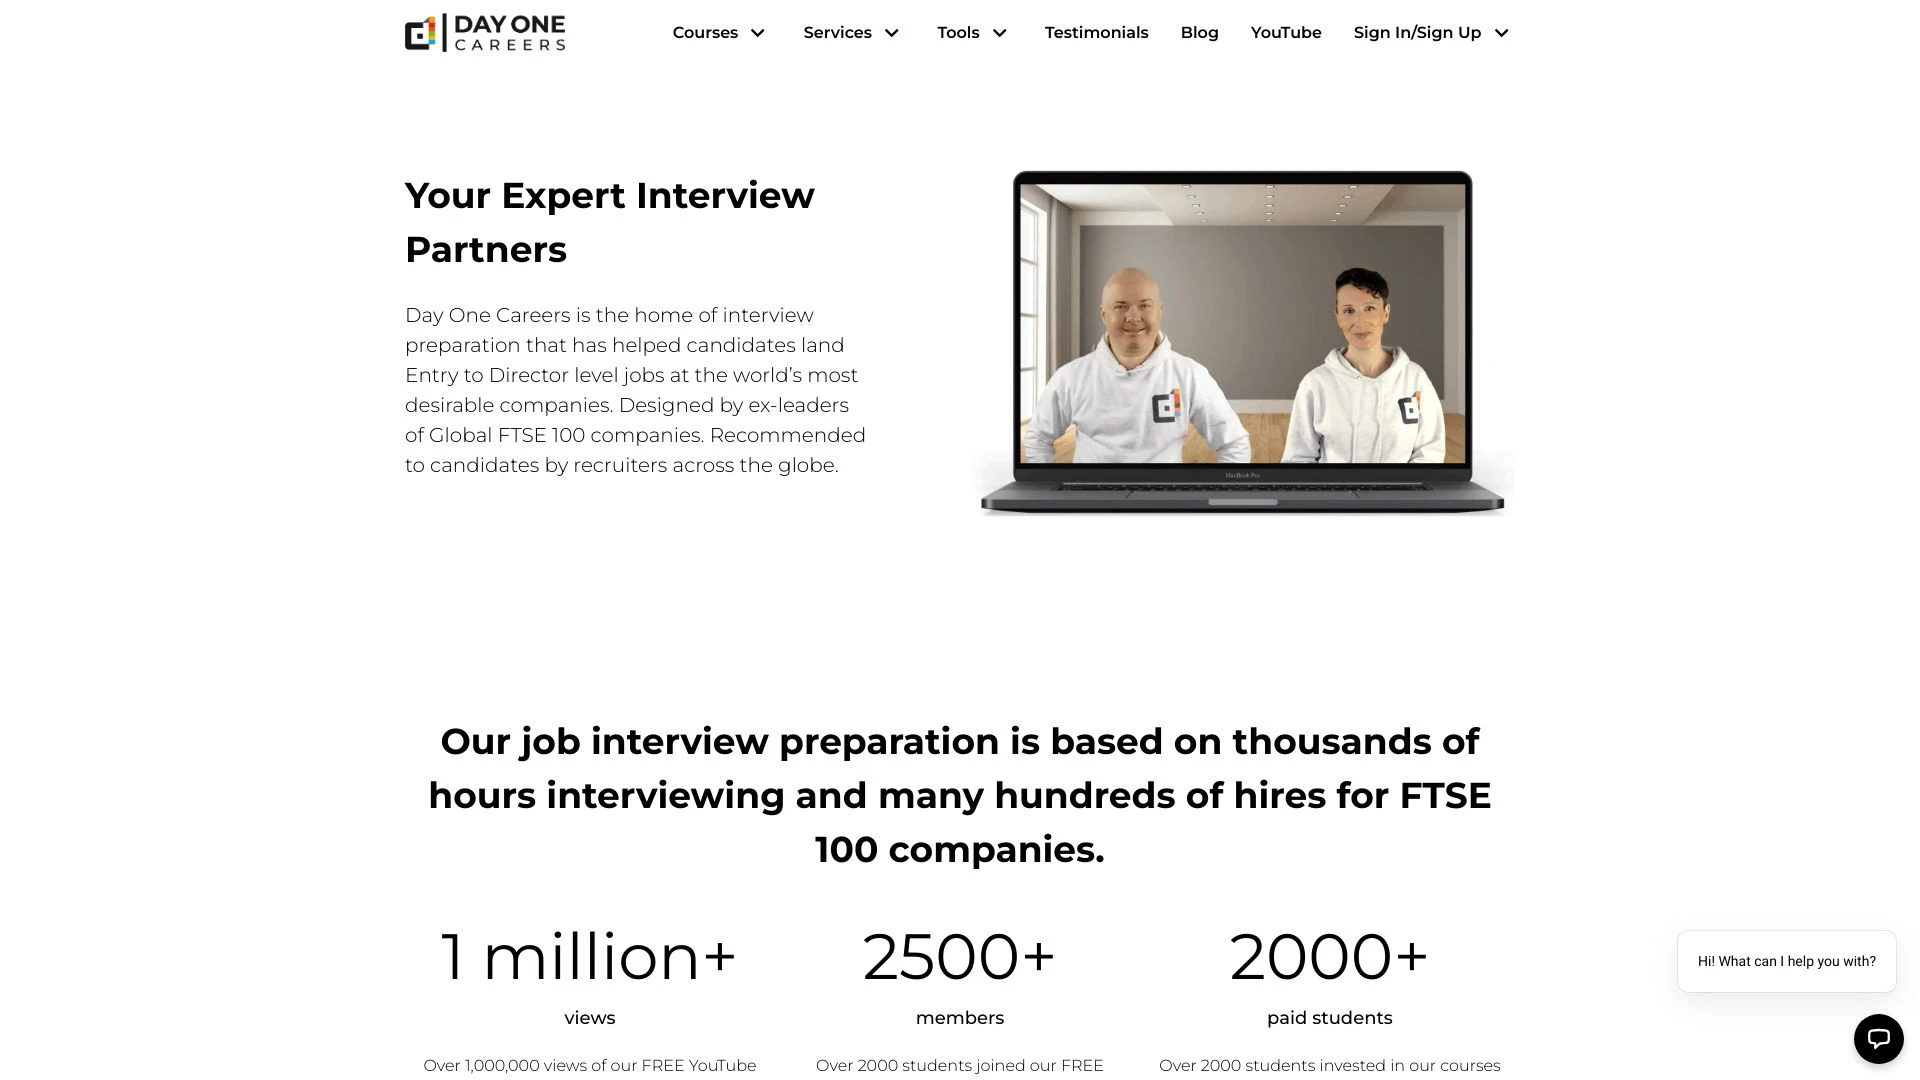 DAY ONE
CAREERS
Courses
Services
Tools
Testimonials
Blog
YouTube
Sign In/Sign Up
Your Expert Interview
Partners
Day One Careers is the home of interview
preparation that has helped candidates land
Entry to Director level jobs at the world’s most
desirable companies. Designed by ex-leaders
of Global FTSE 100 companies. Recommended
to candidates by recruiters across the globe.
MacBook Pro
Our job interview preparation is based on thousands of
hours interviewing and many hundreds of hires for FTSE
100 companies.
1 million+
views
Over 1,000,000 views of our FREE YouTube
2500+
members
Over 2000 students joined our FREE
2000+
paid students
Over 2000 students invested in our courses
Hi! What can I help you with?